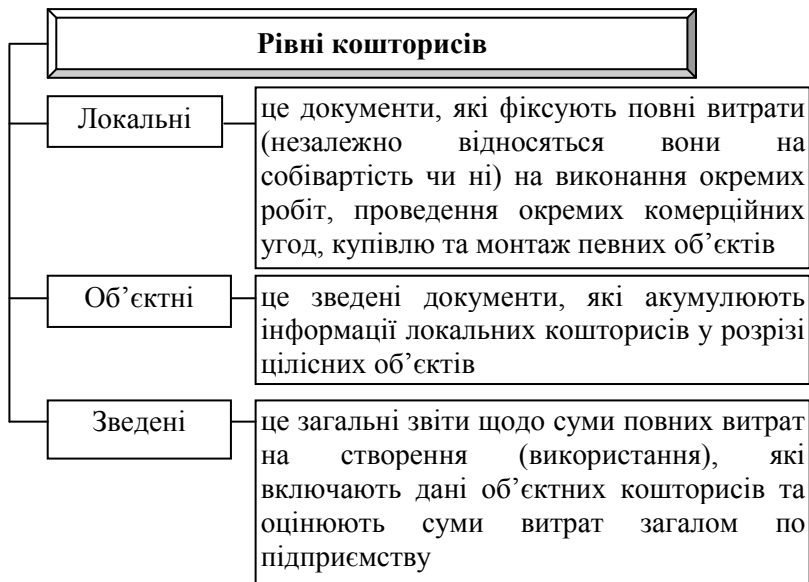 Рівні кошторисів
Локальні
це документи, які фіксують повні витрати
(незалежно відносяться вони на
собівартість чи ні) на виконання окремих
робіт, проведення окремих комерційних
угод, купівлю та монтаж певних об’єктів
Об’єктні
це зведені документи, які акумулюють
інформації локальних кошторисів у розрізі
цілісних об’єктів
Зведені
це загальні звіти щодо суми повних витрат
на створення (використання), які
включають дані об’єктних кошторисів та
оцінюють суми витрат загалом по
підприємству